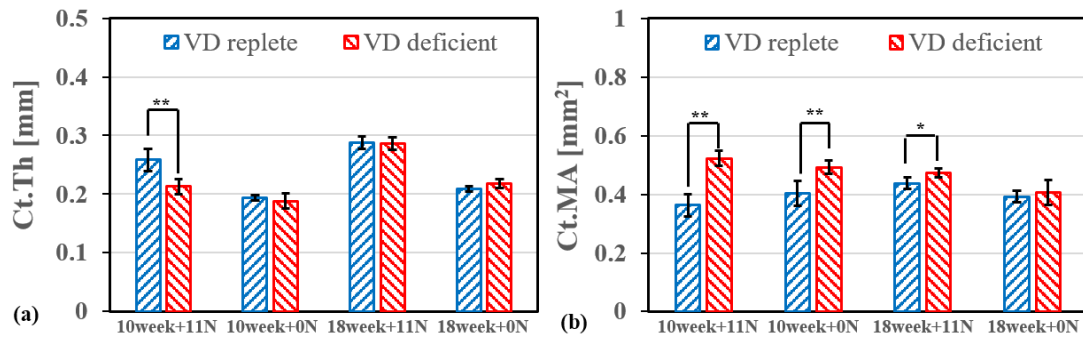 0.5
0.4
0.3
0.2
0.1
0
Ct.Th [mm]
VD replete VD deficient
**
10week+11N 10week+0N 18week+11N 18week+0N
(a)
1
0.8
0.6
0.4
0.2
0
Ct.MA [mm²]
VD replete VD deficient
** ** *
10week+11N 10week+0N 18week+11N 18week+0N
(b)